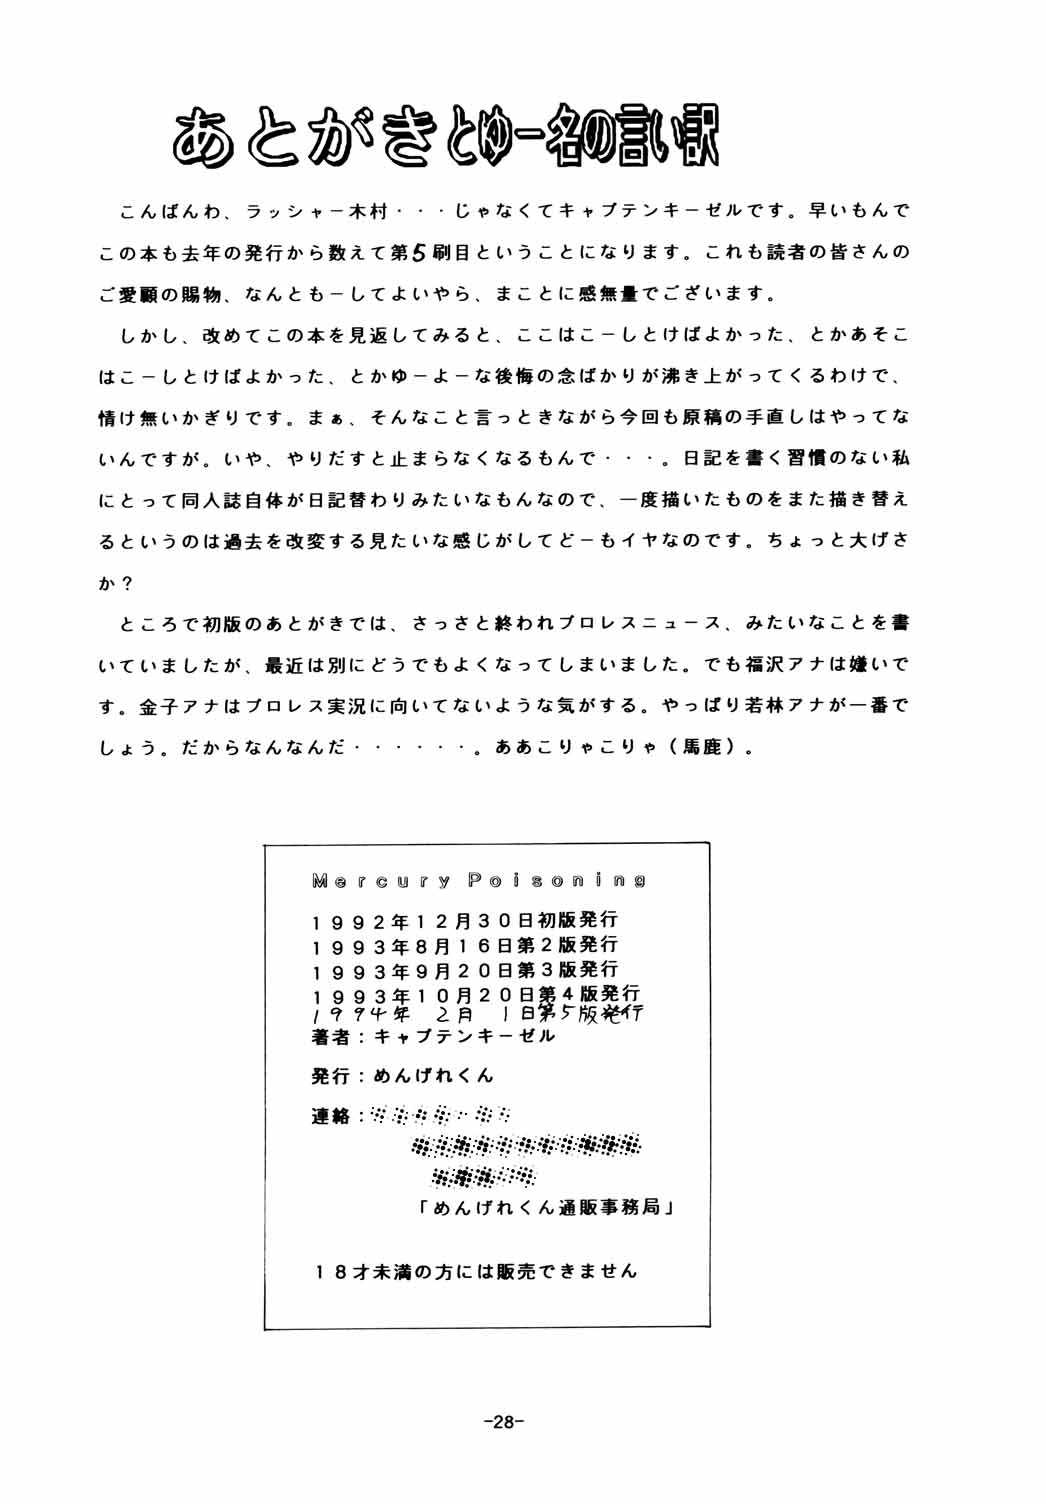 あとがきとゆー名の言い訳
こんばんわ、ラッシャー木村・・・じゃなくてキャプテンキーゼルです。早いもんで
この本も去年の発行から数えて第5刷目ということになります。これも読者の皆さんの
ご愛顧の賜物、なんともーしてよいやら、まことに感無量でございます。
しかし、改めてこの本を見返してみると、ここはこーしとけばよかった、とかあそこ
はこーしとけばよかった、とかゆーよーな後悔の念ばかりが沸き上がってくるわけで、
情け無いかぎりです。まぁ、そんなこと言っときながら今回も原稿の手直しはやってな
いんですが。いや、やりだすと止まらなくなるもんで・・・。日記を書く習慣のない私
にとって同人誌自体が日記替わりみたいなもんなので、一度描いたものをまた描き替え
るというのは過去を改変する見たいな感じがしてどーもイヤなのです。ちょっと大げさ
か？
ところで初版のあとがきでは、さっさと終われプロレスニュース、みたいなことを書
いていましたが、最近は別にどうでもよくなってしまいました。でも福沢アナは嫌いで
す。金子アナはプロレス実況に向いてないような気がする。やっぱり若林アナが一番で
しょう。だからなんなんだ・・・・・・。ああこりゃこりゃ（馬鹿）。
Mercury Poisoning
1992年12月30日初版発行
1993年8月16日第2版発行
1993年9月20日第3版発行
1993年10月20日第4版発行
1994年 2月 1日第5版発行
著者：キャプテンキーゼル
発行：めんげれくん
連絡：
「めんげれくん通販事務局」
18才未満の方には販売できません
-28-